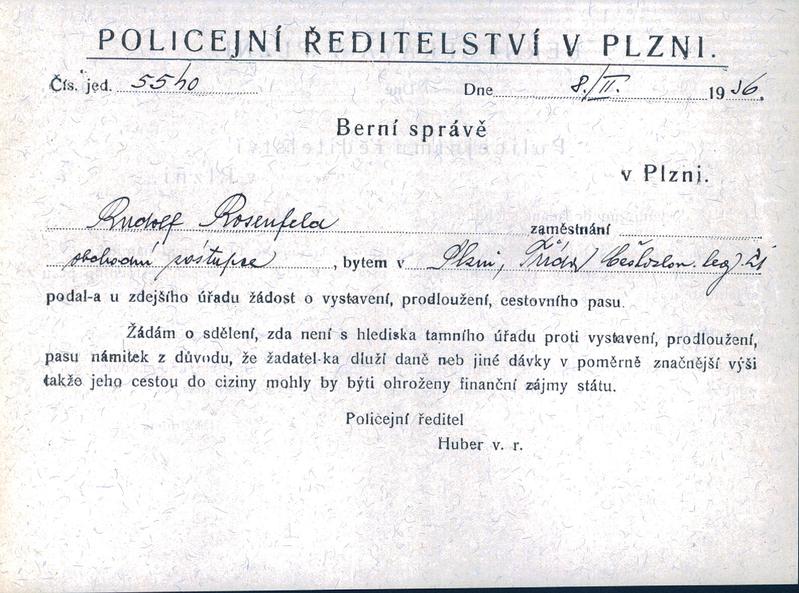 POLICEJNÍ ŘEDITELSTVÍ V PLZNI.
Čís. jed. 5540 Dne 8./II. 1936.
Berní správě
v Plzni.
Rudolf Rosenfeld zaměstnání
obchodní zástupce, bytem v Plzni, Třída Českoslov. leg.
podal-a u zdejšího úřadu žádost o vystavení, prodloužení, cestovního pasu.
Žádám o sdělení, zda není s hlediska tamního úřadu proti vystavení, prodloužení,
pasu námitek z důvodu, že žadatel-ka dluží daně neb jiné dávky v poměrně značnější výši
takže jeho cestou do ciziny mohly by býti ohroženy finanční zájmy státu.
Policejní ředitel
Huber v. r.